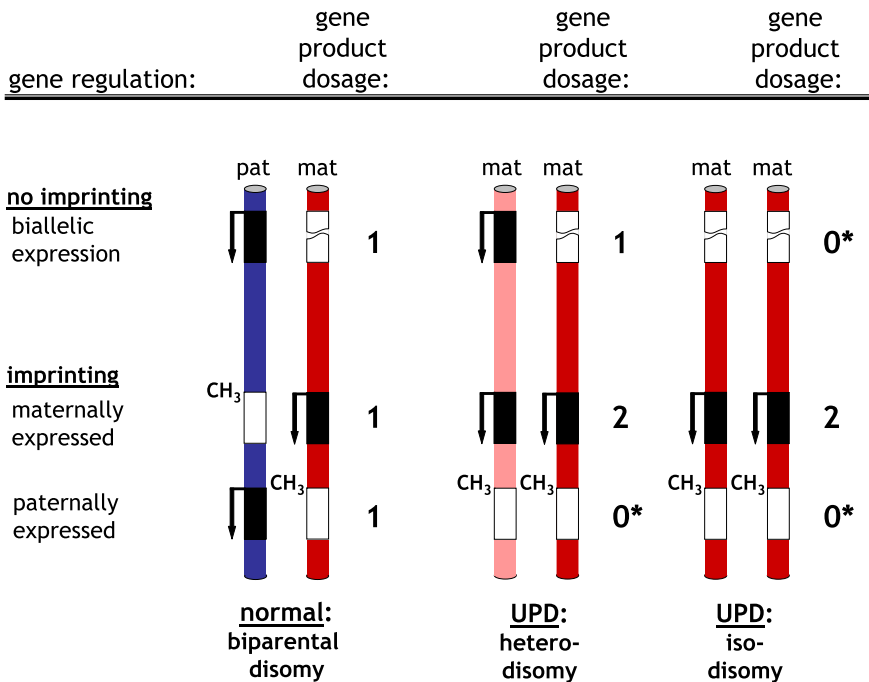 gene product dosage:
gene product dosage:
gene product dosage:
gene regulation:
pat mat mat mat mat mat
no imprinting
biallelic
expression
1 1 0*
imprinting
CH3
maternally
expressed
1 2 2
CH3 CH3 CH3 CH3 CH3
paternally
expressed
1 0* 0*
normal:
biparental
disomy
UPD:
hetero-
disomy
UPD:
iso-
disomy